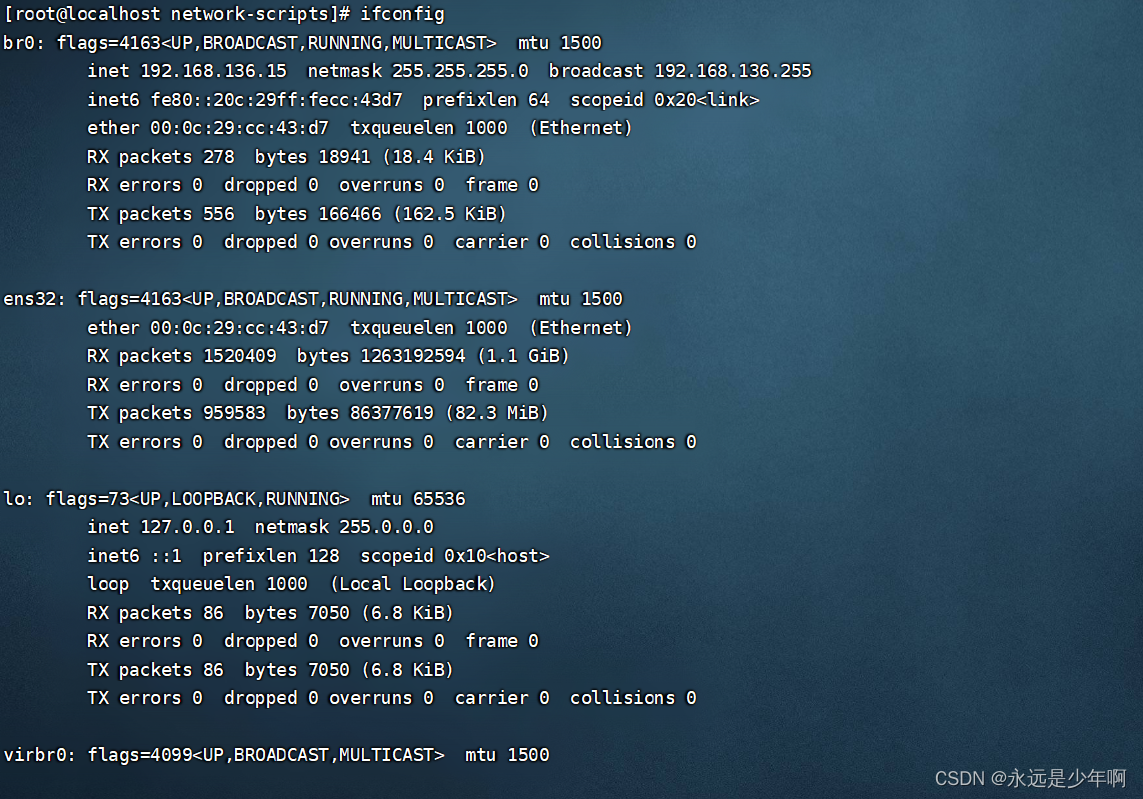 [root@localhost network-scripts]# ifconfig
br0: flags=4163<UP,BROADCAST,RUNNING,MULTICAST>  mtu 1500
        inet 192.168.136.15  netmask 255.255.255.0  broadcast 192.168.136.255
        inet6 fe80::20c:29ff:fecc:43d7  prefixlen 64  scopeid 0x20<link>
        ether 00:0c:29:cc:43:d7  txqueuelen 1000  (Ethernet)
        RX packets 278  bytes 18941 (18.4 KiB)
        RX errors 0  dropped 0  overruns 0  frame 0
        TX packets 556  bytes 166466 (162.5 KiB)
        TX errors 0  dropped 0 overruns 0  carrier 0  collisions 0

ens32: flags=4163<UP,BROADCAST,RUNNING,MULTICAST>  mtu 1500
        ether 00:0c:29:cc:43:d7  txqueuelen 1000  (Ethernet)
        RX packets 1520409  bytes 1263192594 (1.1 GiB)
        RX errors 0  dropped 0  overruns 0  frame 0
        TX packets 959583  bytes 86377619 (82.3 MiB)
        TX errors 0  dropped 0 overruns 0  carrier 0  collisions 0

lo: flags=73<UP,LOOPBACK,RUNNING>  mtu 65536
        inet 127.0.0.1  netmask 255.0.0.0
        inet6 ::1  prefixlen 128  scopeid 0x10<host>
        loop  txqueuelen 1000  (Local Loopback)
        RX packets 86  bytes 7050 (6.8 KiB)
        RX errors 0  dropped 0  overruns 0  frame 0
        TX packets 86  bytes 7050 (6.8 KiB)
        TX errors 0  dropped 0 overruns 0  carrier 0  collisions 0

virbr0: flags=4099<UP,BROADCAST,MULTICAST>  mtu 1500
CSDN @永远是少年啊